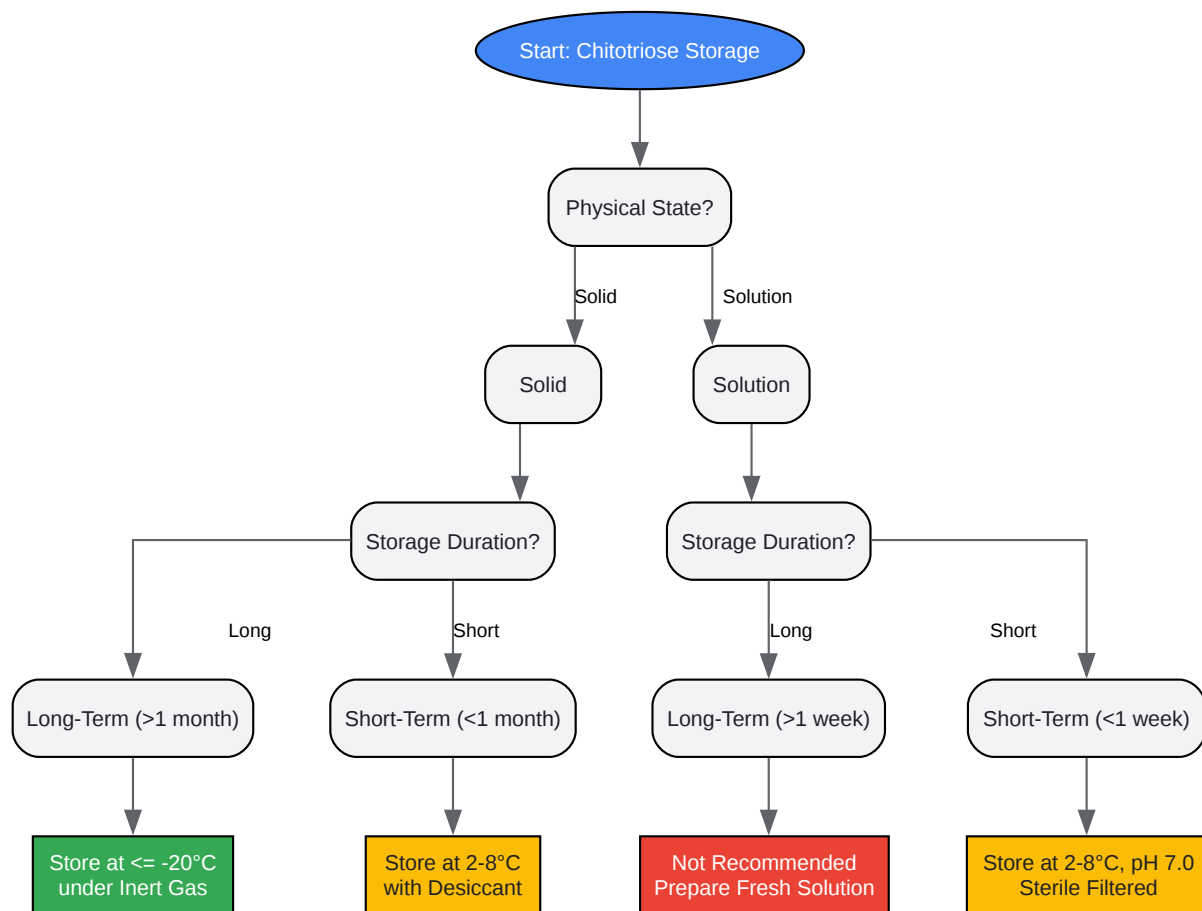 Start: Chitotriose Storage
Physical State?
Solid
Solution
Solid
Solution
Storage Duration?
Storage Duration?
Long
Short
Long
Short
Long-Term (>1 month)
Short-Term (<1 month)
Long-Term (>1 week)
Short-Term (<1 week)
Store at <= -20°C
under Inert Gas
Store at 2-8°C
with Desiccant
Not Recommended
Prepare Fresh Solution
Store at 2-8°C, pH 7.0
Sterile Filtered